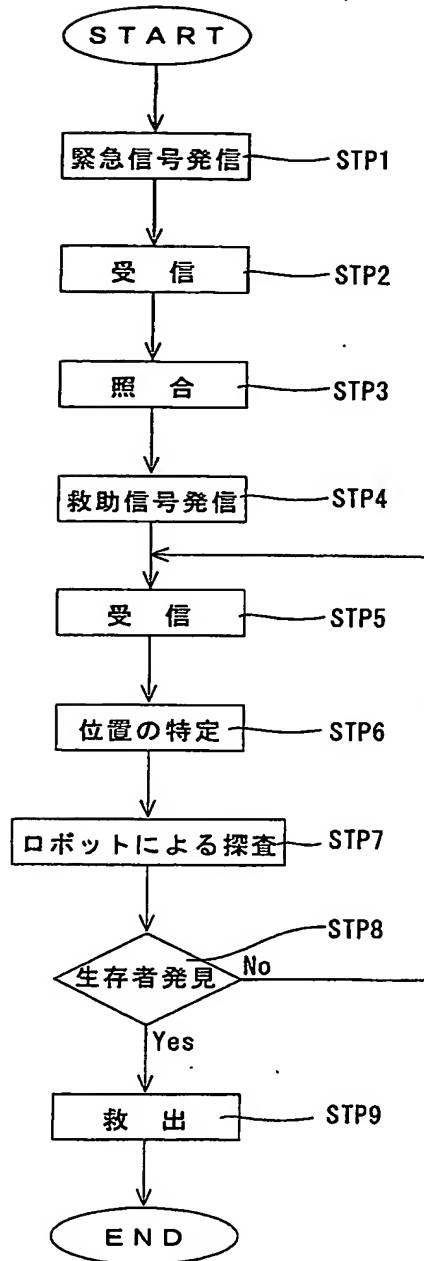 START
緊急信号発信 STP1
受 信 STP2
照 合 STP3
救助信号発信 STP4
受 信 STP5
位置の特定 STP6
ロボットによる探査 STP7
STP8
生存者発見 No
Yes
救 出 STP9
END